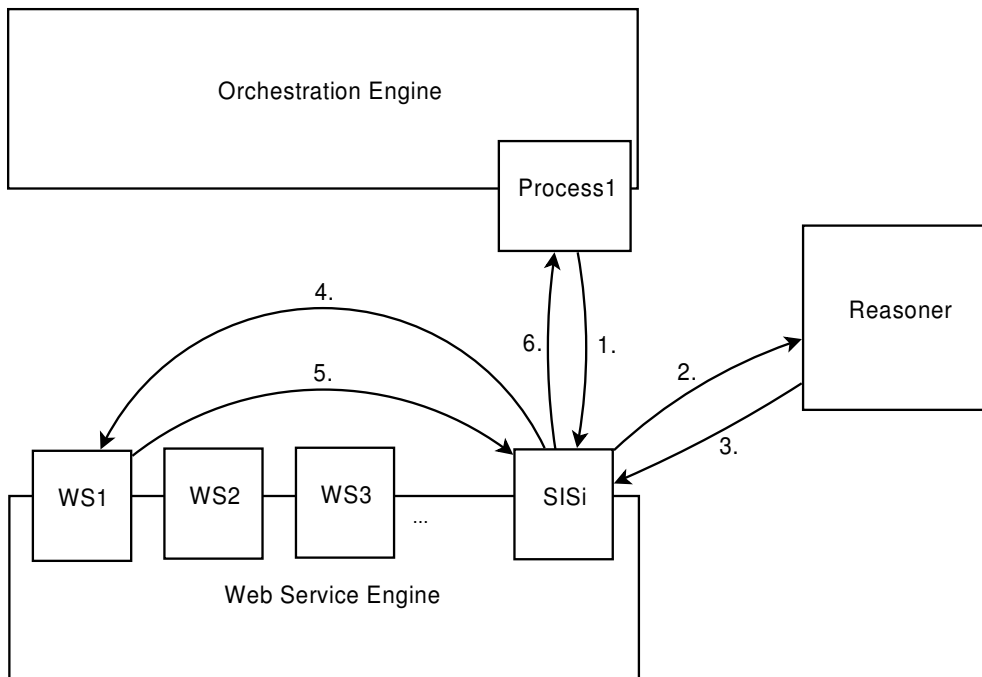 Orchestration Engine
Process1
Reasoner
4.
6.
1.
2.
5.
3.
WS1
WS2
WS3
...
SISi
Web Service Engine